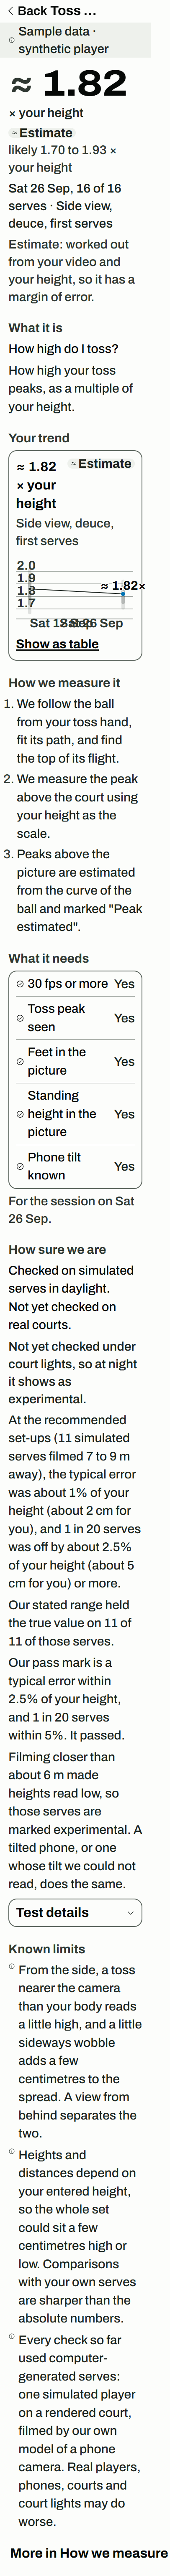 Back Toss ...
Sample data ·
synthetic player
≈ 1.82
× your height
≈ Estimate
likely 1.70 to 1.93 ×
your height
Sat 26 Sep, 16 of 16
serves · Side view,
deuce, first serves
Estimate: worked out
from your video and
your height, so it has a
margin of error.
What it is
How high do I toss?
How high your toss
peaks, as a multiple of
your height.
Your trend
≈ 1.82
× your
height
≈ Estimate
Side view, deuce,
first serves
2.0
1.9
1.8
1.7
≈ 1.82×
Sat 12 Sep
Sat 26 Sep
Show as table
How we measure it
1. We follow the ball
from your toss hand,
fit its path, and find
the top of its flight.
2. We measure the peak
above the court using
your height as the
scale.
3. Peaks above the
picture are estimated
from the curve of the
ball and marked "Peak
estimated".
What it needs
30 fps or more Yes
Toss peak
seen
Yes
Feet in the
picture
Yes
Standing
height in the
picture
Yes
Phone tilt
known
Yes
For the session on Sat
26 Sep.
How sure we are
Checked on simulated
serves in daylight.
Not yet checked on
real courts.
Not yet checked under
court lights, so at night
it shows as
experimental.
At the recommended
set-ups (11 simulated
serves filmed 7 to 9 m
away), the typical error
was about 1% of your
height (about 2 cm for
you), and 1 in 20 serves
was off by about 2.5%
of your height (about 5
cm for you) or more.
Our stated range held
the true value on 11 of
11 of those serves.
Our pass mark is a
typical error within
2.5% of your height,
and 1 in 20 serves
within 5%. It passed.
Filming closer than
about 6 m made
heights read low, so
those serves are
marked experimental. A
tilted phone, or one
whose tilt we could not
read, does the same.
Test details
Known limits
From the side, a toss
nearer the camera
than your body reads
a little high, and a little
sideways wobble
adds a few
centimetres to the
spread. A view from
behind separates the
two.
Heights and
distances depend on
your entered height,
so the whole set
could sit a few
centimetres high or
low. Comparisons
with your own serves
are sharper than the
absolute numbers.
Every check so far
used computer-
generated serves:
one simulated player
on a rendered court,
filmed by our own
model of a phone
camera. Real players,
phones, courts and
court lights may do
worse.
More in How we measure